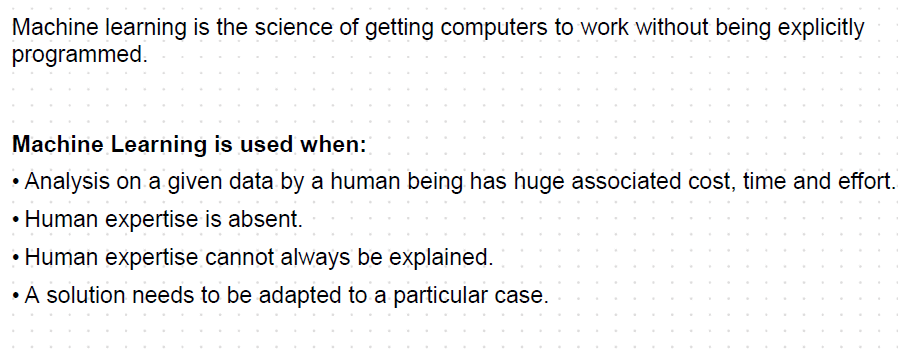 Machine learning is the science of getting computers to work without being explicitly
programmed.
Machine Learning is used when:
• Analysis on a given data by a human being has huge associated cost, time and effort.
• Human expertise is absent.
• Human expertise cannot always be explained.
• A solution needs to be adapted to a particular case.